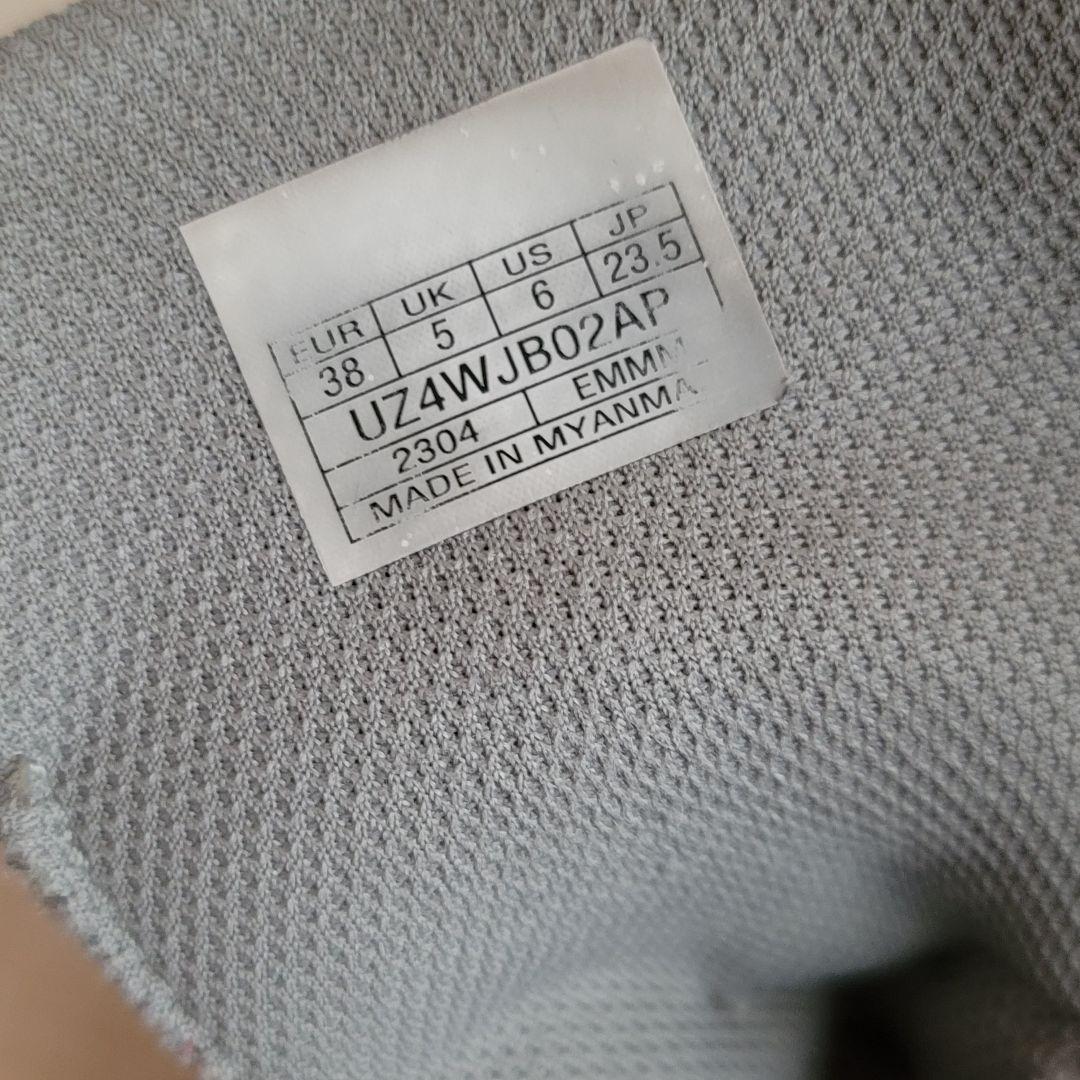 EUR UK US JP
38 5 6 23.5
UZ4WJB02AP
2304 EMMM
MADE IN MYANMA